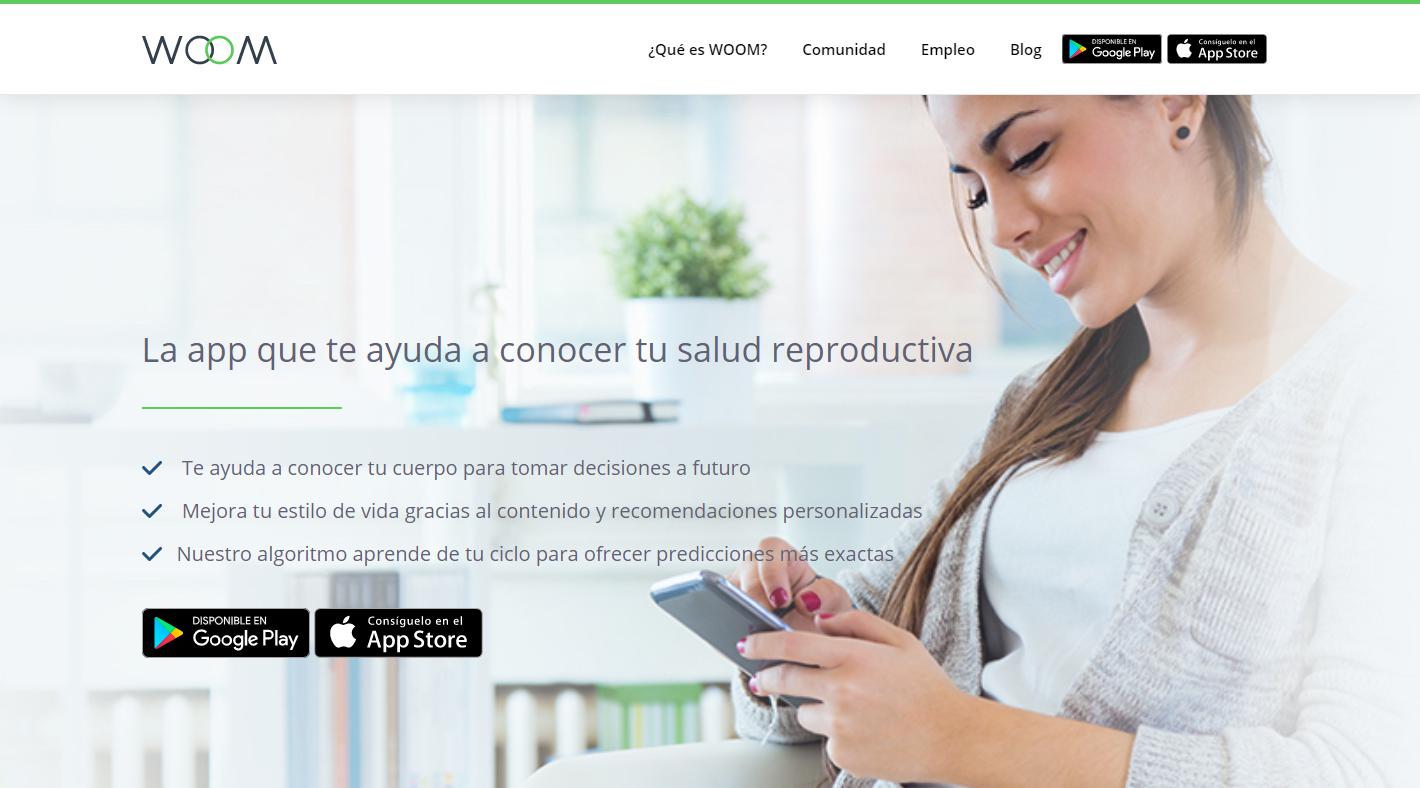 WOOM
¿Qué es WOOM? Comunidad Empleo Blog DISPONIBLE EN Google Play Consíguelo en el App Store
La app que te ayuda a conocer tu salud reproductiva
Te ayuda a conocer tu cuerpo para tomar decisiones a futuro
Mejora tu estilo de vida gracias al contenido y recomendaciones personalizadas
Nuestro algoritmo aprende de tu ciclo para ofrecer predicciones más exactas
DISPONIBLE EN
Google Play
Consíguelo en el
App Store